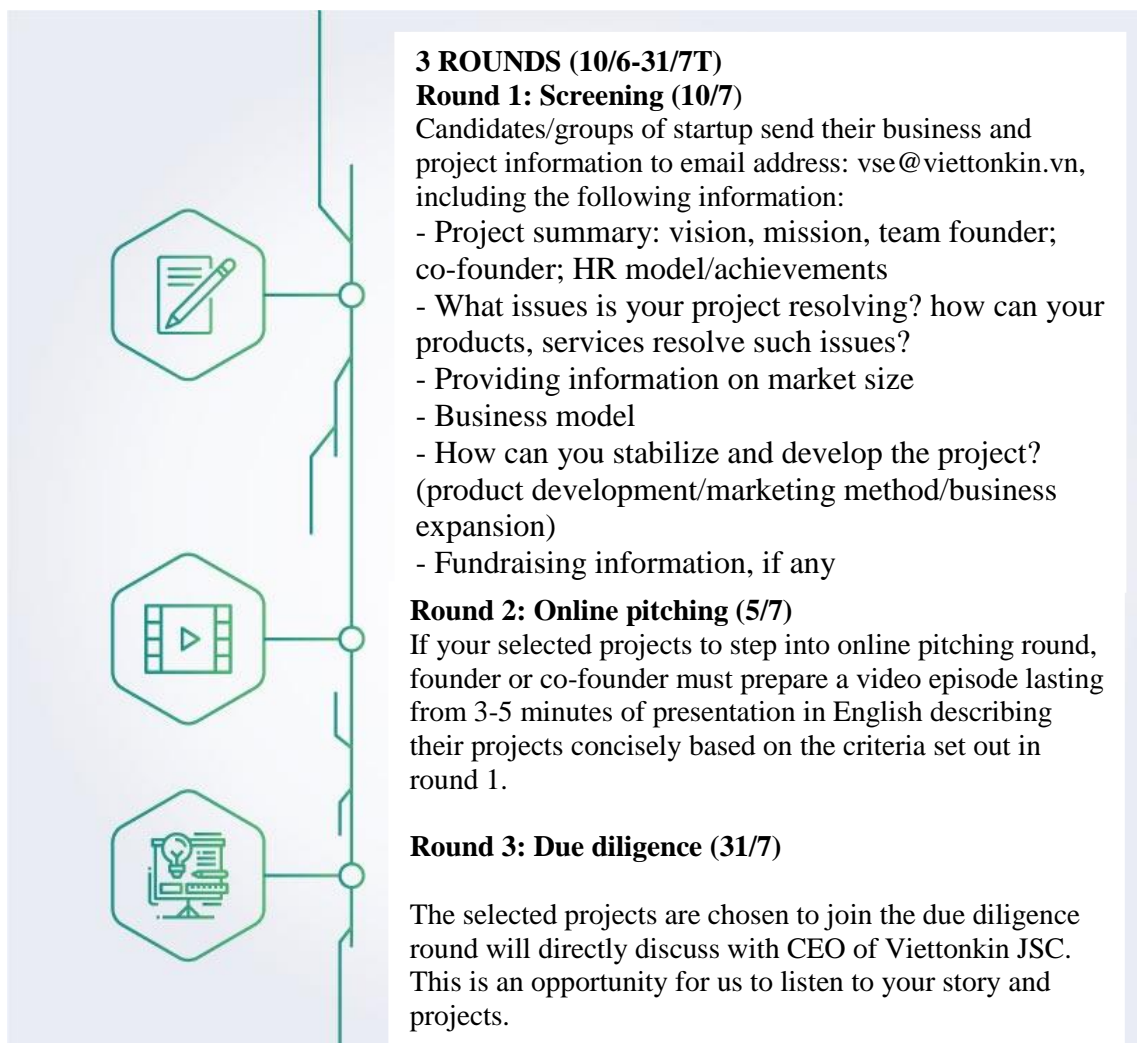 3 ROUNDS (10/6-31/7T)
Round 1: Screening (10/7)
Candidates/groups of startup send their business and
project information to email address: vse@viettonkin.vn,
including the following information:
- Project summary: vision, mission, team founder;
co-founder; HR model/achievements
- What issues is your project resolving? how can your
products, services resolve such issues?
- Providing information on market size
- Business model
- How can you stabilize and develop the project?
(product development/marketing method/business
expansion)
- Fundraising information, if any
Round 2: Online pitching (5/7)
If your selected projects to step into online pitching round,
founder or co-founder must prepare a video episode lasting
from 3-5 minutes of presentation in English describing
their projects concisely based on the criteria set out in
round 1.
Round 3: Due diligence (31/7)
The selected projects are chosen to join the due diligence
round will directly discuss with CEO of Viettonkin JSC.
This is an opportunity for us to listen to your story and
projects.